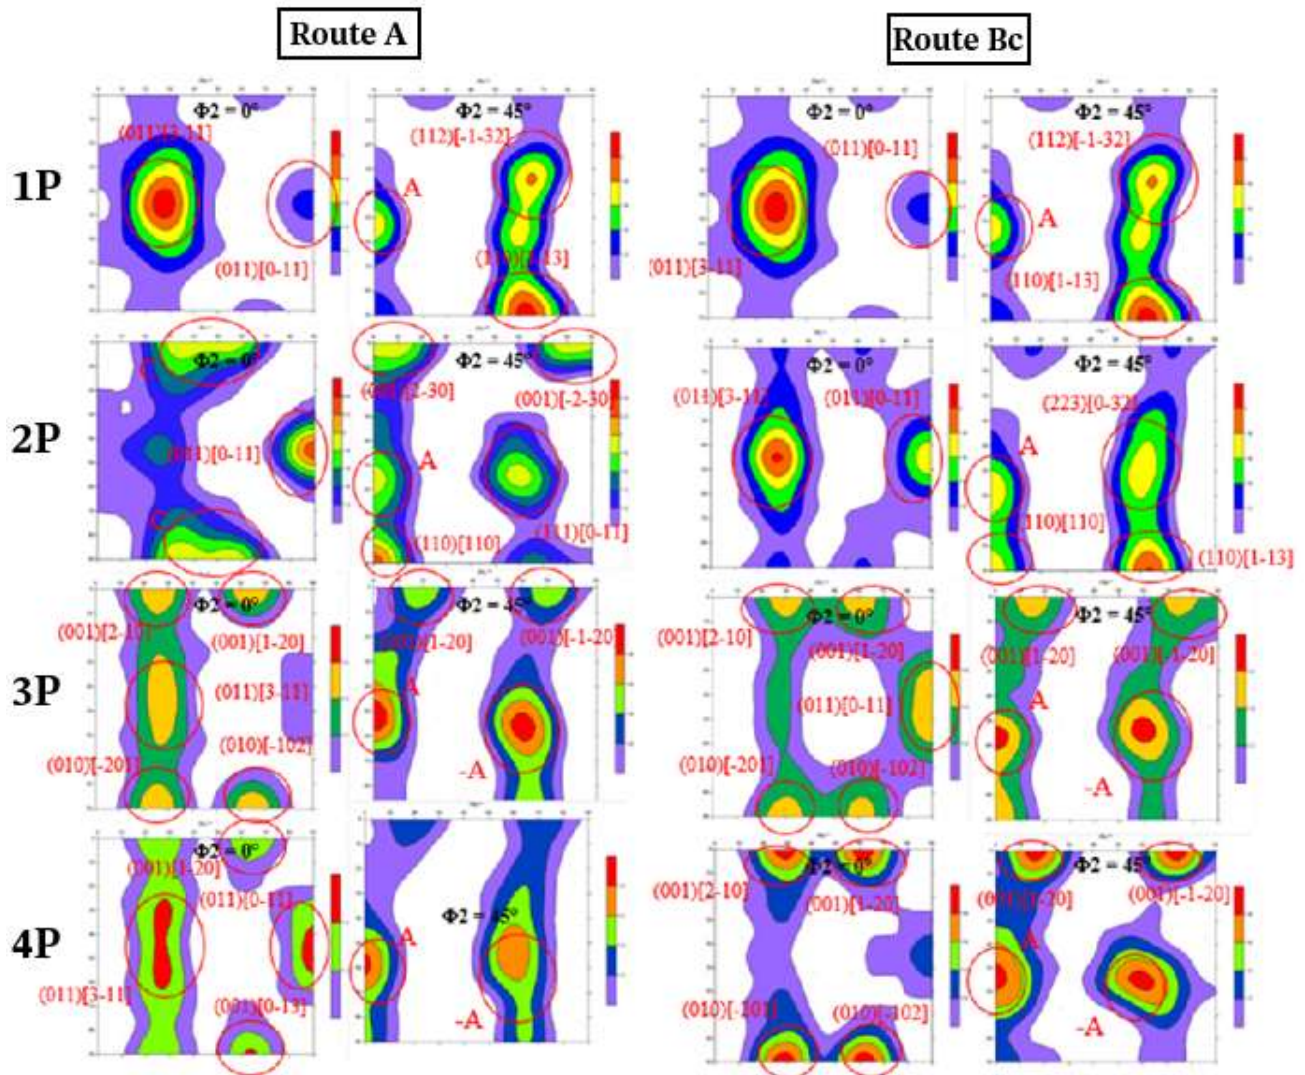 Route A
Route Bc
1P
Φ2 = 0°
(011)[3-11]
(011)[0-11]
Φ2 = 45°
(112)[-1-32]
A
Φ2 = 0°
(011)[0-11]
(011)[3-11]
Φ2 = 45°
(112)[-1-32]
A
(110)[1-13]
2P
Φ2 = 0°
(011)[0-11]
Φ2 = 45°
(001)[-2-30]
A
(110)[110]
(111)[0-11]
Φ2 = 0°
(011)[3-11]
(011)[0-11]
Φ2 = 45°
(223)[0-32]
A
(110)[110]
(110)[1-13]
3P
Φ2 = 0°
(001)[2-10]
(001)[1-20]
(011)[3-11]
(010)[-102]
(010)[-201]
Φ2 = 45°
(001)[-1-20]
A
-A
Φ2 = 0°
(001)[2-10]
(001)[1-20]
(011)[0-11]
(010)[-201]
(010)[-102]
Φ2 = 45°
(001)[1-20]
(001)[-1-20]
A
-A
4P
Φ2 = 0°
(001)[1-20]
(011)[0-11]
(011)[3-11]
(001)[0-13]
Φ2 = 45°
A
-A
Φ2 = 0°
(001)[2-10]
(001)[1-20]
(010)[-201]
(010)[-102]
Φ2 = 45°
(001)[1-20]
(001)[-1-20]
A
-A